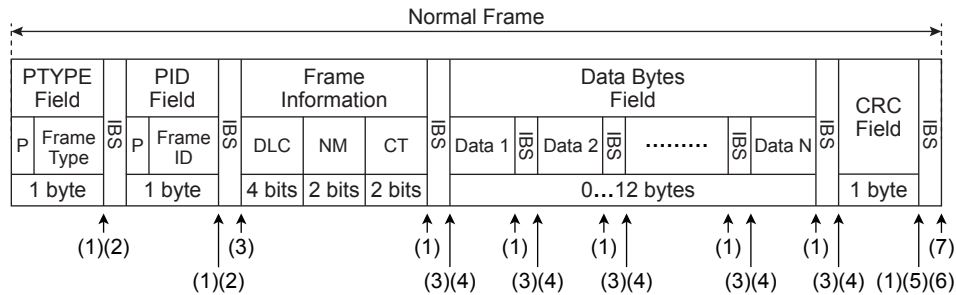 Normal Frame
PTYPE Field IBS PID Field IBS Frame Information IBS Data Bytes Field IBS CRC Field IBS
P Frame Type P Frame ID DLC NM CT Data 1 IBS Data 2 IBS ········· IBS Data N
1 byte 1 byte 4 bits 2 bits 2 bits 0...12 bytes 1 byte
(1)(2) (3) (1) (1) (1) (1) (1) (7)
(1)(2) (3)(4) (3)(4) (3)(4) (3)(4) (3)(4) (1)(5)(6)